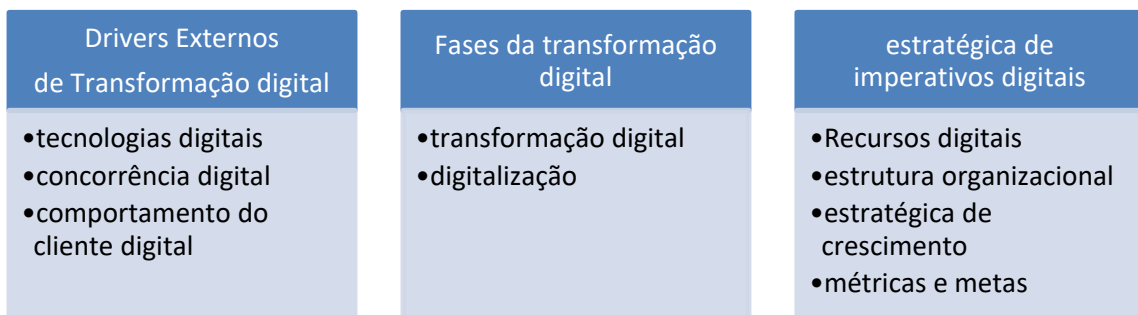 Drivers Externos
de Transformação digital
•tecnologias digitais
•concorrência digital
•comportamento do
cliente digital
Fases da transformação
digital
•transformação digital
•digitalização
estratégica de
imperativos digitais
•Recursos digitais
•estrutura organizacional
•estratégica de
crescimento
•métricas e metas